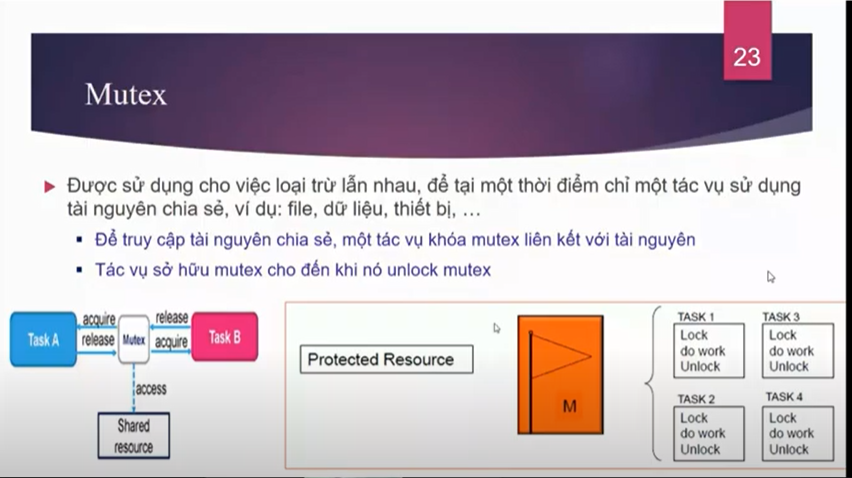 23
Mutex
Được sử dụng cho việc loại trừ lẫn nhau, để tại một thời điểm chỉ một tác vụ sử dụng
tài nguyên chia sẻ, ví dụ: file, dữ liệu, thiết bị, …
Để truy cập tài nguyên chia sẻ, một tác vụ khóa mutex liên kết với tài nguyên
Tác vụ sở hữu mutex cho đến khi nó unlock mutex
Task A
acquire
release
Mutex
release
acquire
Task B
access
Shared
resource
Protected Resource
M
TASK 1
Lock
do work
Unlock
TASK 3
Lock
do work
Unlock
TASK 2
Lock
do work
Unlock
TASK 4
Lock
do work
Unlock